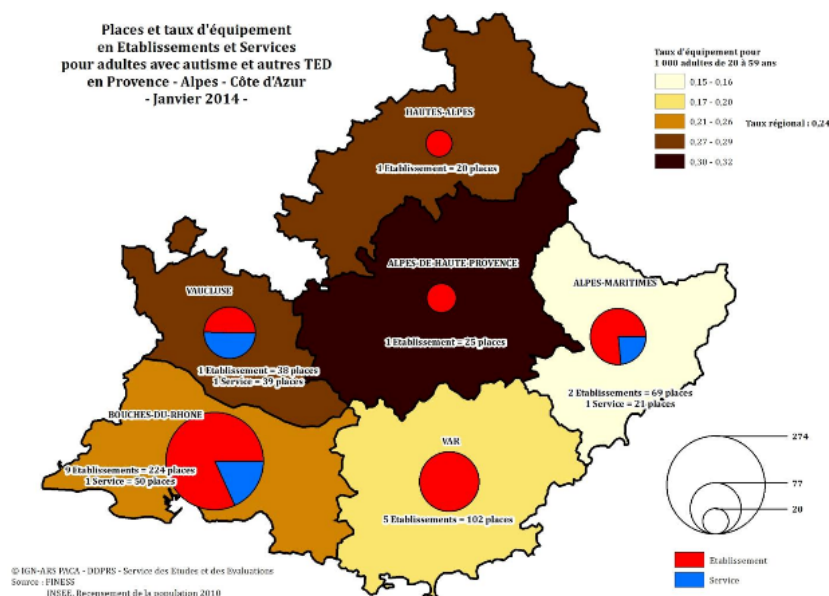 Places et taux d'équipement
en Etablissements et Services
pour adultes avec autisme et autres TED
en Provence - Alpes - Côte d'Azur
- Janvier 2014 -
Taux d'équipement pour
1 000 adultes de 20 à 59 ans
0,15 - 0,16
0,17 - 0,20
0,21 - 0,26
Taux régional : 0,24
0,27 - 0,29
0,30 - 0,32
HAUTES-ALPES
1 Etablissement = 20 places
ALPES-DE-HAUTE-PROVENCE
1 Etablissement = 25 places
ALPES-MARITIMES
2 Etablissements = 69 places
1 Service = 21 places
VAUCLUSE
1 Etablissement = 38 places
1 Service = 39 places
BOUCHES-DU-RHONE
9 Etablissements = 224 places
1 Service = 50 places
VAR
5 Etablissements = 102 places
274
77
20
Etablissement
Service
© IGN-ARS PACA - DDPRS - Service des Etudes et des Evaluations
Source : FINESS
INSEE, Recensement de la population 2010